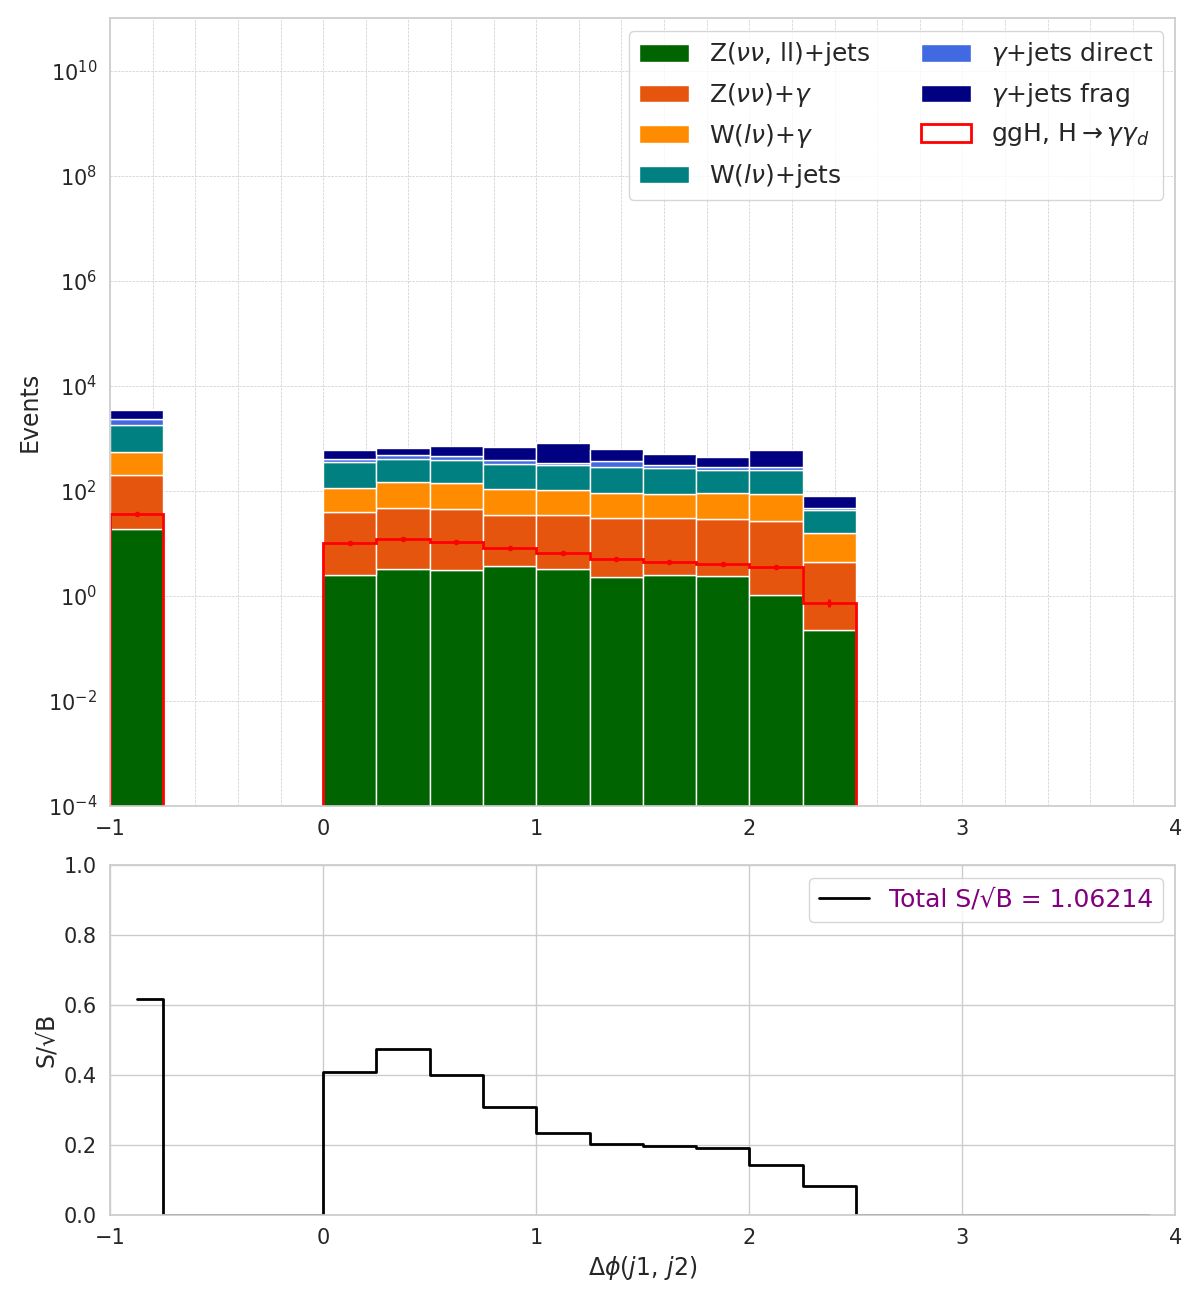 Z(νν, ll)+jets
Z(νν)+γ
W(lν)+γ
W(lν)+jets
γ+jets direct
γ+jets frag
ggH, H→γγ_d
Events
10^10
10^8
10^6
10^4
10^2
10^0
10^−2
10^−4
−1 0 1 2 3 4
Total S/√B = 1.06214
S/√B
1.0
0.8
0.6
0.4
0.2
0.0
−1 0 1 2 3 4
Δϕ(j1, j2)